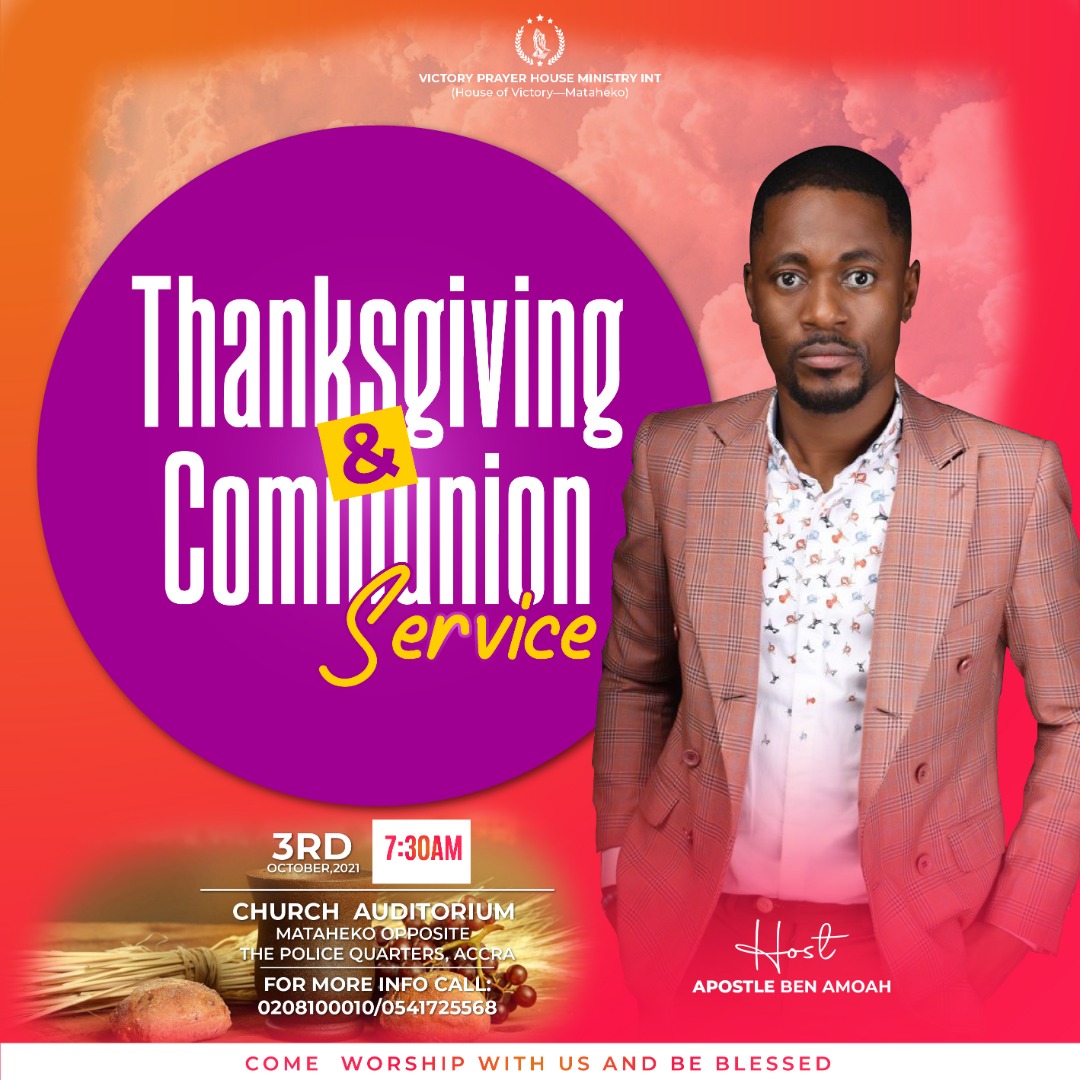 VICTORY PRAYER HOUSE MINISTRY INT
(House of Victory—Mataheko)
Thanksgiving
&
Communion
Service
3RD
OCTOBER,2021
7:30AM
CHURCH AUDITORIUM
MATAHEKO OPPOSITE
THE POLICE QUARTERS, ACCRA
FOR MORE INFO CALL:
0208100010/0541725568
Host
APOSTLE BEN AMOAH
COME WORSHIP WITH US AND BE BLESSED